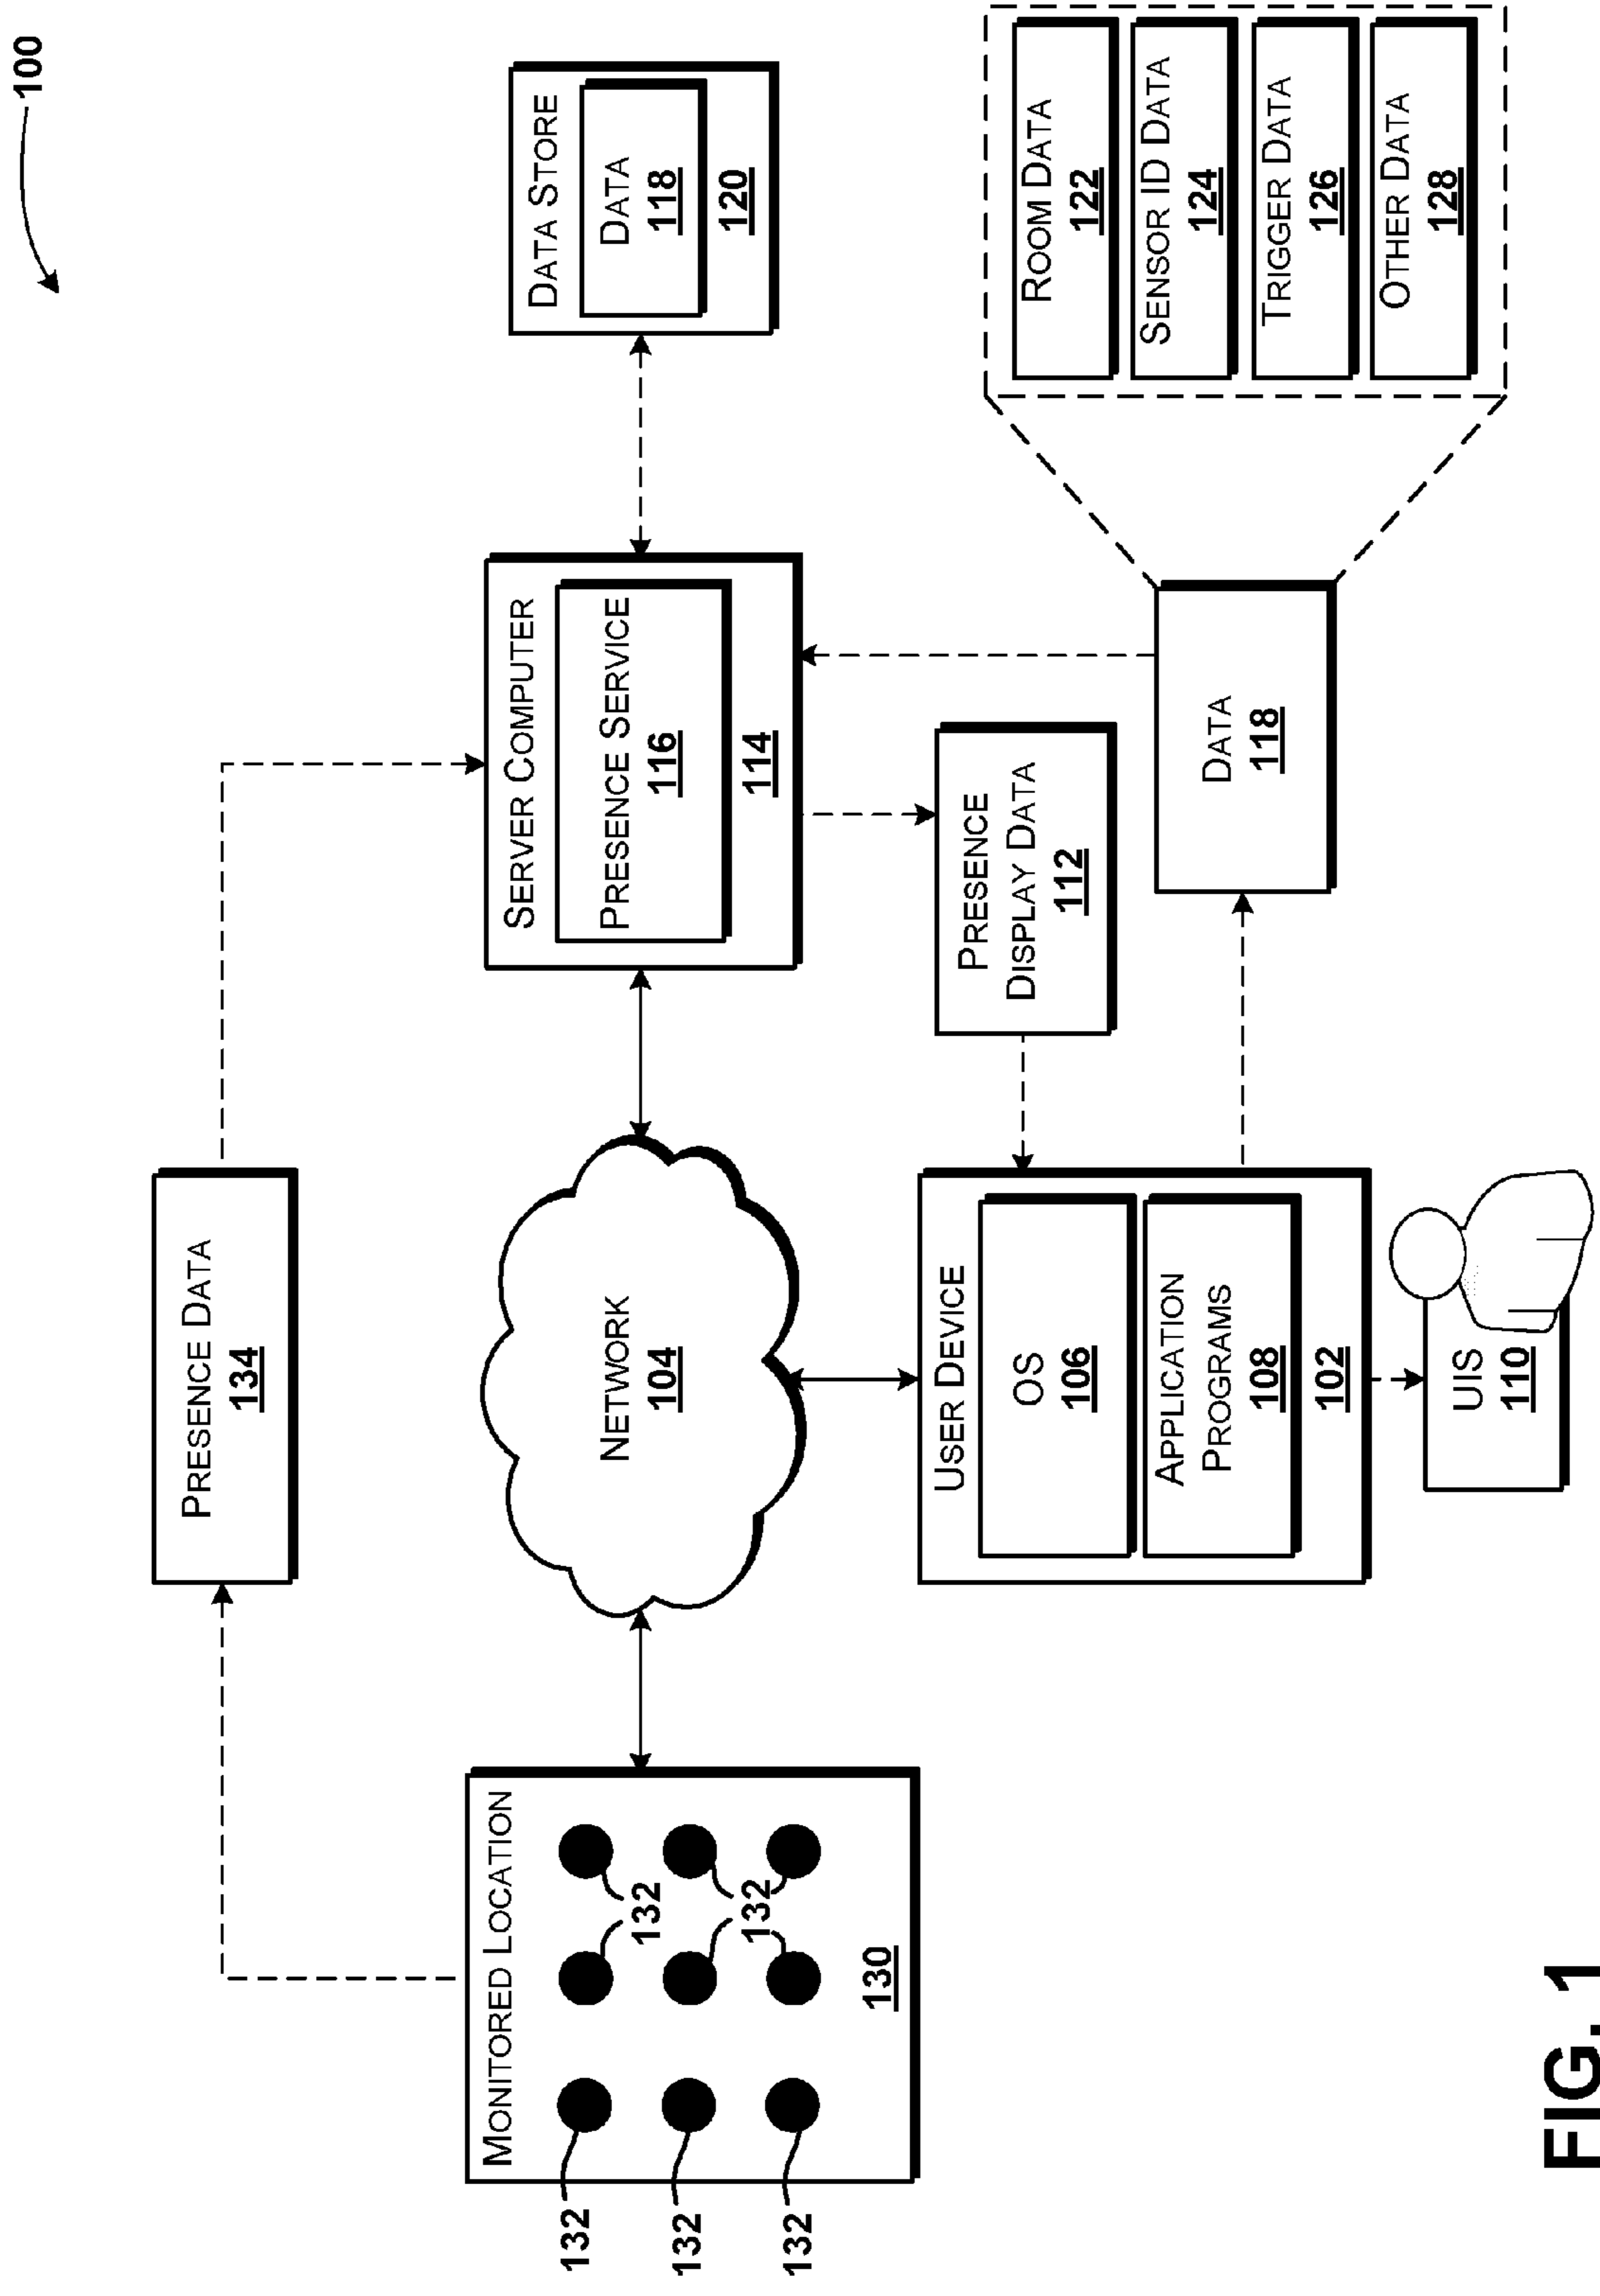 100
PRESENCE DATA
134
MONITORED LOCATION
132
132
132
132
132
130
NETWORK
104
SERVER COMPUTER
PRESENCE SERVICE
116
114
DATA STORE
DATA
118
120
USER DEVICE
OS
106
APPLICATION
PROGRAMS
108
102
UIS
110
PRESENCE
DISPLAY DATA
112
DATA
118
ROOM DATA
122
SENSOR ID DATA
124
TRIGGER DATA
126
OTHER DATA
128
FIG. 1